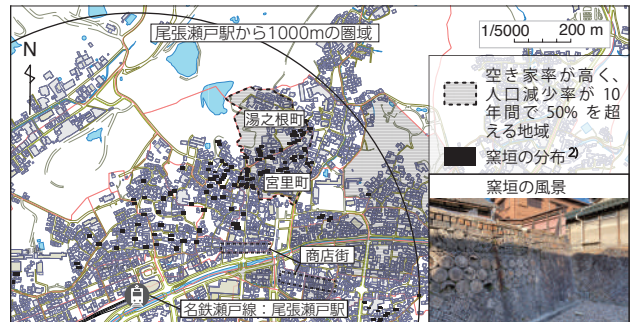 尾張瀬戸駅から1000mの圏域
N
1/5000 200 m
空き家率が高く、
人口減少率が 10
年間で 50% を超
える地域
窯垣の分布2)
窯垣の風景
湯之根町
宮里町
商店街
名鉄瀬戸線：尾張瀬戸駅